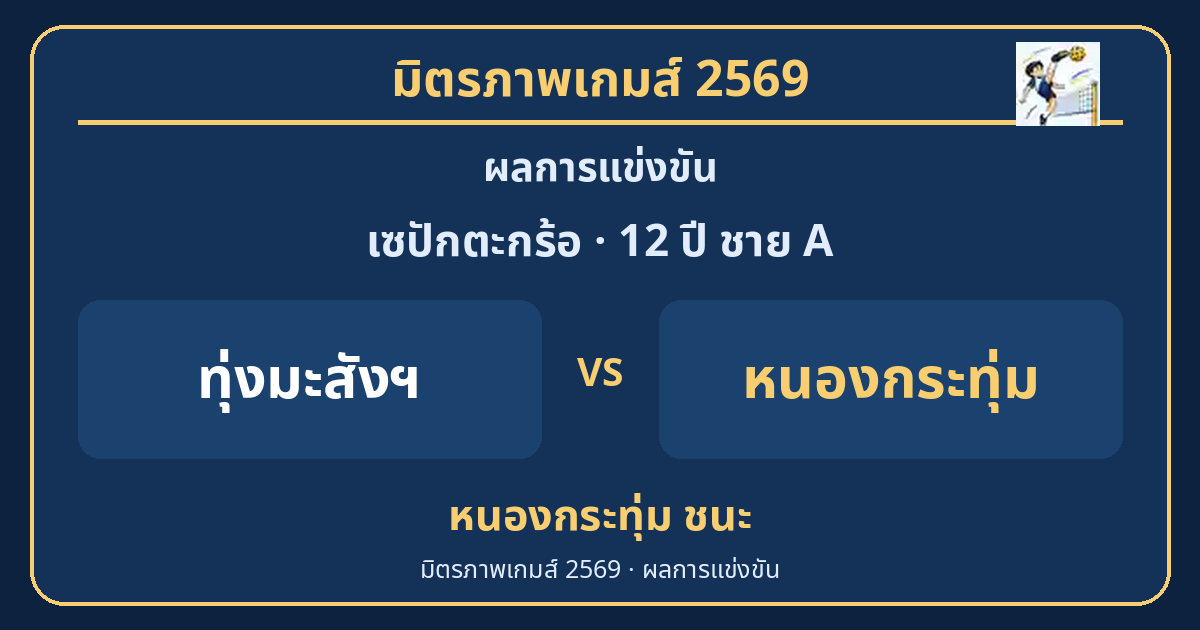 มิตรภาพเกมส์ 2569
ผลการแข่งขัน
เซปักตะกร้อ · 12 ปี ชาย A
ทุ่งมะสังฯ
VS
หนองกระทุ่ม
หนองกระทุ่ม ชนะ
มิตรภาพเกมส์ 2569 · ผลการแข่งขัน